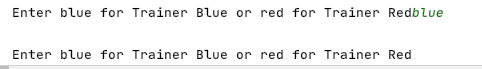 Enter blue for Trainer Blue or red for Trainer Redblue
Enter blue for Trainer Blue or red for Trainer Red